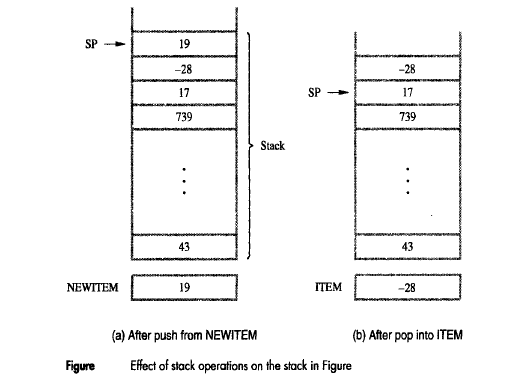 SP
19
-28
17
739
Stack
43
NEWITEM
19
(a) After push from NEWITEM
-28
SP
17
739
43
ITEM
-28
(b) After pop into ITEM
Figure Effect of stack operations on the stack in Figure